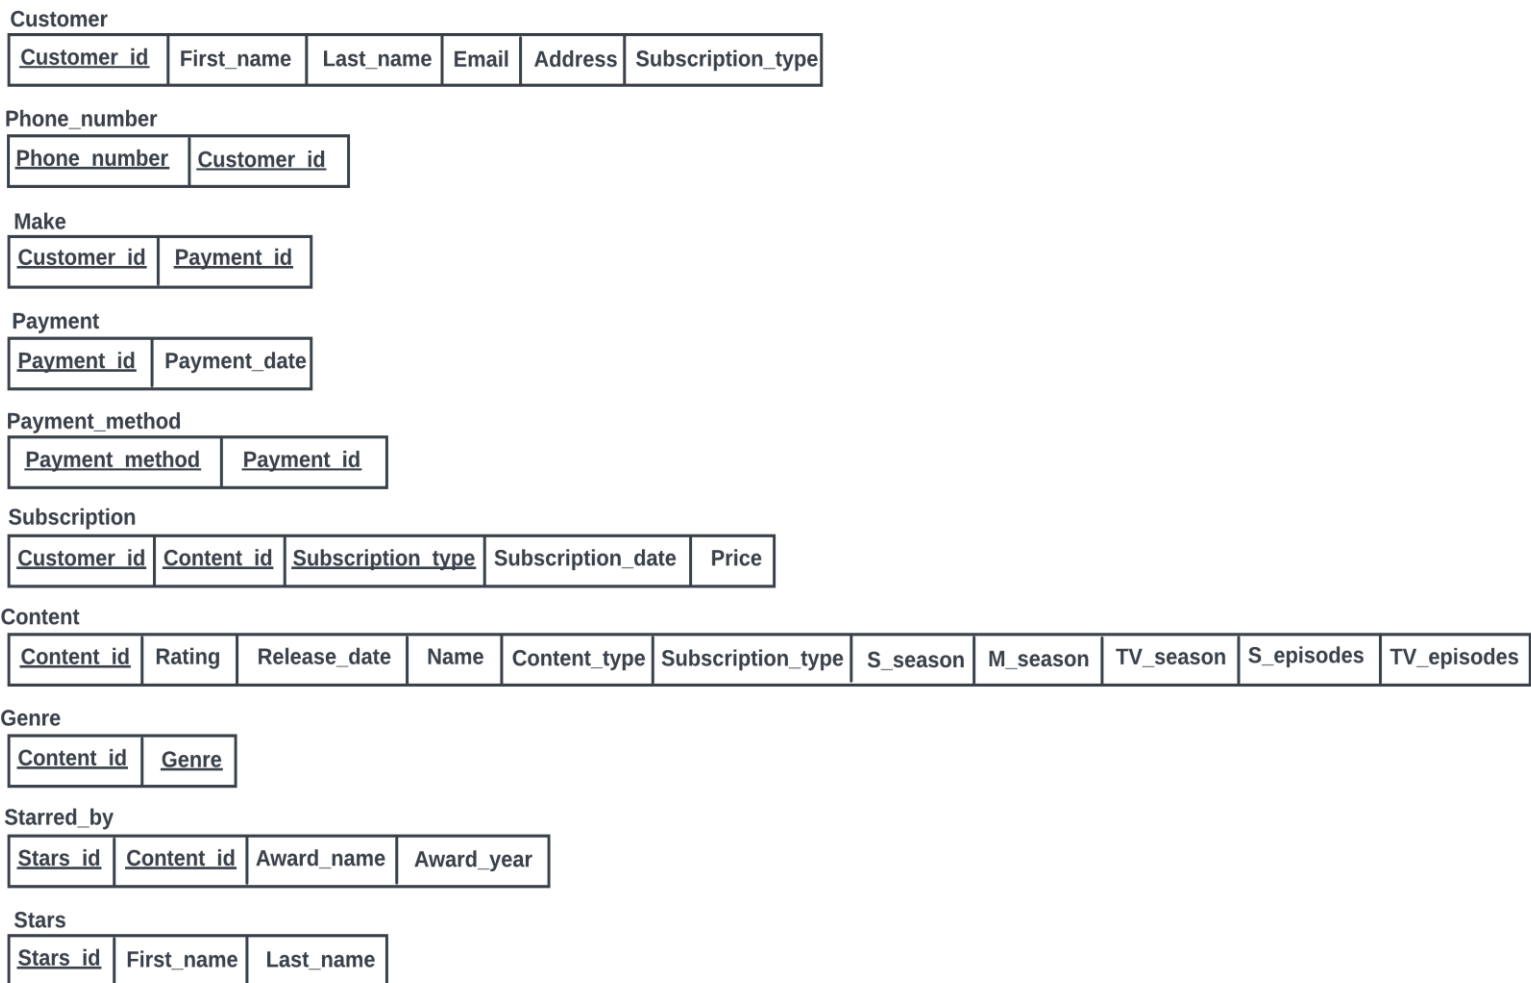 Customer
Customer_id First_name Last_name Email Address Subscription_type
Phone_number
Phone_number Customer_id
Make
Customer_id Payment_id
Payment
Payment_id Payment_date
Payment_method
Payment_method Payment_id
Subscription
Customer_id Content_id Subscription_type Subscription_date Price
Content
Content_id Rating Release_date Name Content_type Subscription_type S_season M_season TV_season S_episodes TV_episodes
Genre
Content_id Genre
Starred_by
Stars_id Content_id Award_name Award_year
Stars
Stars_id First_name Last_name